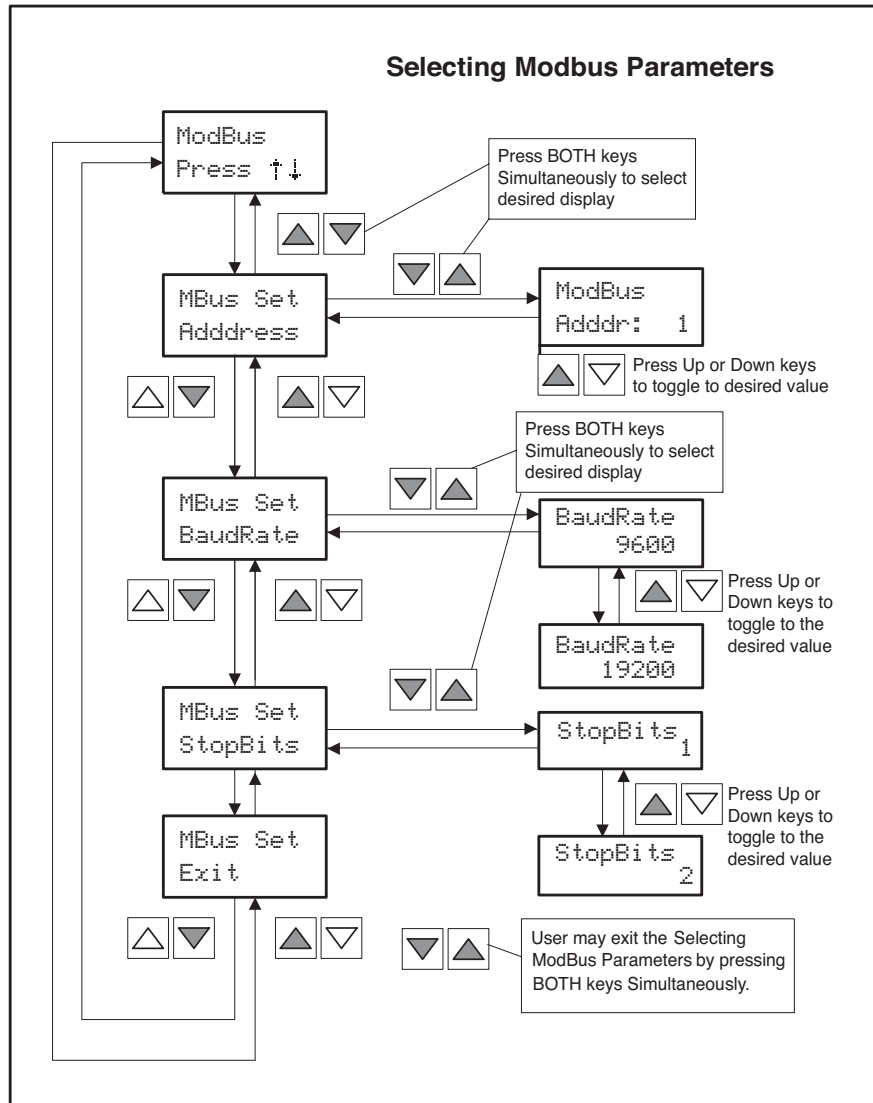 Selecting Modbus Parameters
ModBus
Press ↑↓
Press BOTH keys
Simultaneously to select
desired display
MBus Set
Adddress
ModBus
Adddr: 1
Press Up or Down keys
to toggle to desired value
Press BOTH keys
Simultaneously to select
desired display
MBus Set
BaudRate
BaudRate
9600
Press Up or
Down keys to
toggle to the
desired value
BaudRate
19200
MBus Set
StopBits
StopBits
1
Press Up or
Down keys to
toggle to the
desired value
StopBits
2
MBus Set
Exit
User may exit the Selecting
ModBus Parameters by pressing
BOTH keys Simultaneously.